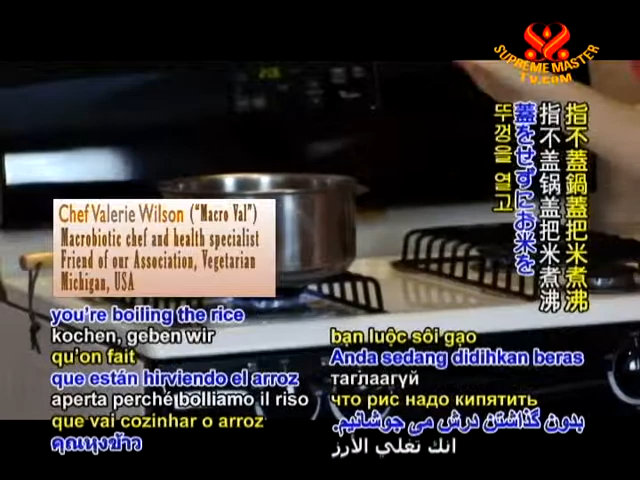 SUPREME MASTER
TV.COM
指不蓋鍋蓋把米煮沸
指不盖锅盖把米煮沸
蓋をせずにお米を
뚜껑을 열고
Chef Valerie Wilson ("Macro Val")
Macrobiotic chef and health specialist
Friend of our Association, Vegetarian
Michigan, USA
you're boiling the rice
kochen, geben wir
qu'on fait
que están hirviendo el arroz
aperta perché bolliamo il riso
que vai cozinhar o arroz
คุณหุงข้าว
bạn luộc sôi gạo
Anda sedang didihkan beras
таглаагүй
что рис надо кипятить
بدون گذاشتن درش می جوشانیم.
انك تغلي الأرز